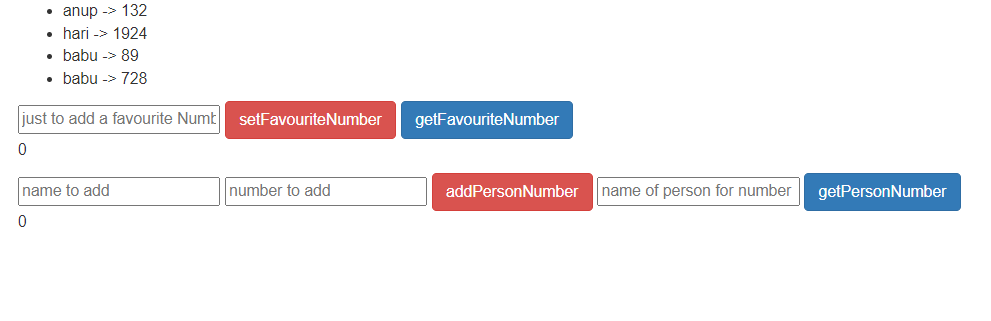 anup -> 132
hari -> 1924
babu -> 89
babu -> 728
just to add a favourite Numb setFavouriteNumber getFavouriteNumber
0
name to add number to add addPersonNumber name of person for number getPersonNumber
0